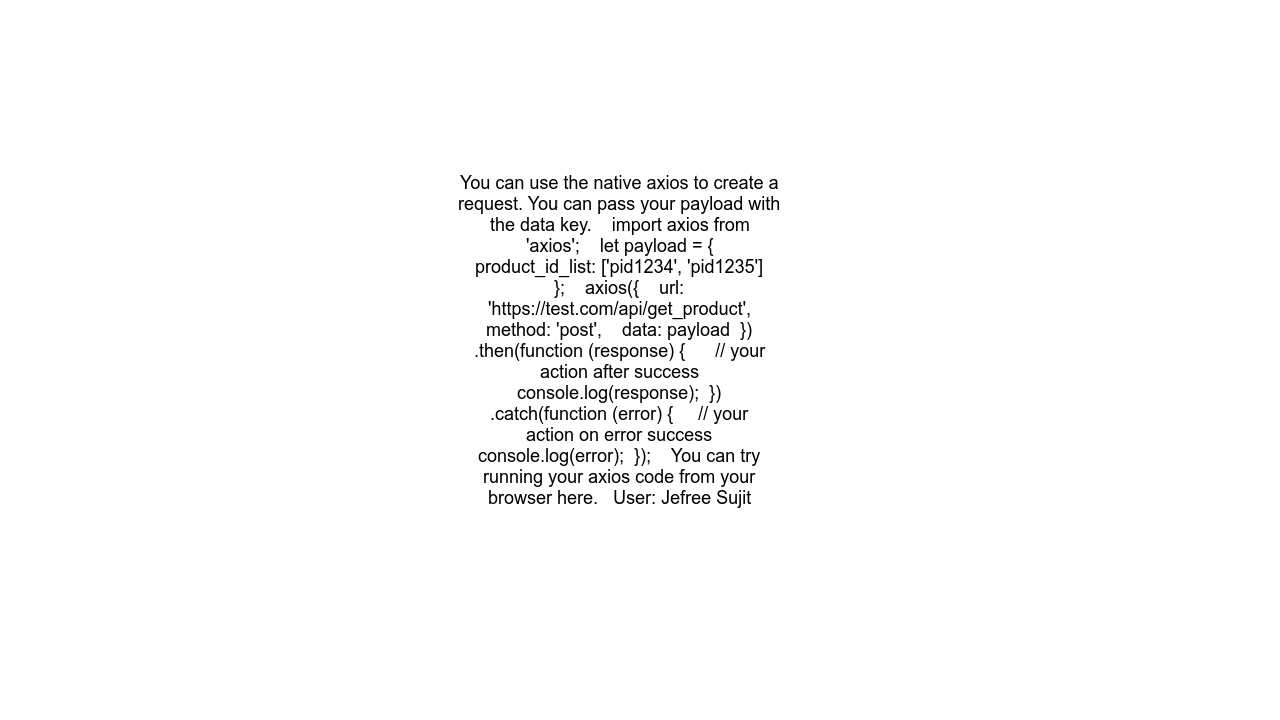 You can use the native axios to create a
request. You can pass your payload with
the data key.    import axios from
'axios';    let payload = {
product_id_list: ['pid1234', 'pid1235']
};    axios({    url:
'https://test.com/api/get_product',
method: 'post',    data: payload  })
.then(function (response) {      // your
action after success
console.log(response);  })
.catch(function (error) {     // your
action on error success
console.log(error);  });    You can try
running your axios code from your
browser here.   User: Jefree Sujit